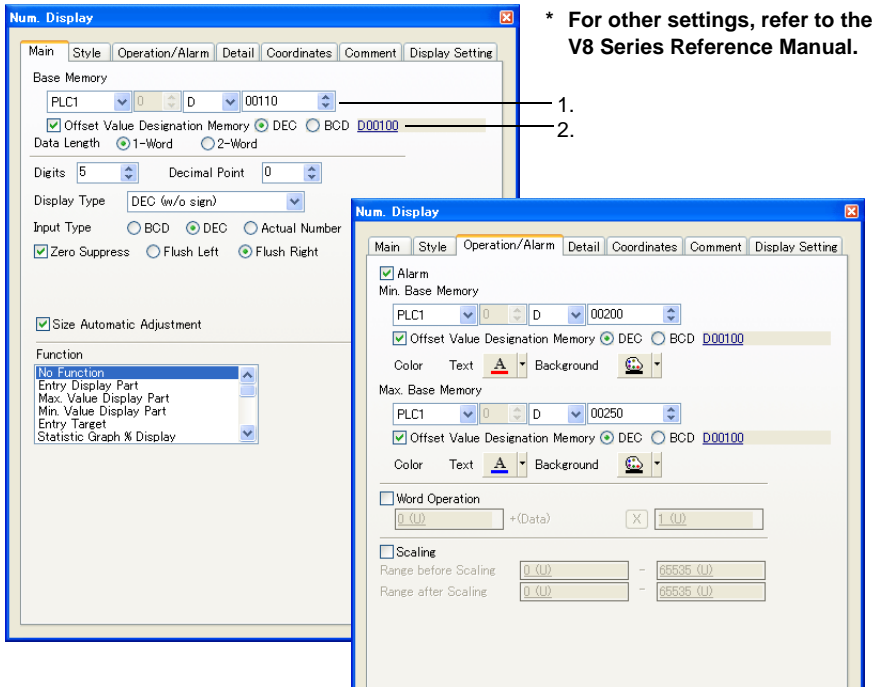 Num. Display
* For other settings, refer to the
V8 Series Reference Manual.
Main Style Operation/Alarm Detail Coordinates Comment Display Setting
Base Memory
PLC1 0 D 00110
1.
Offset Value Designation Memory DEC BCD D00100
2.
Data Length 1-Word 2-Word
Digits 5 Decimal Point 0
Display Type DEC (w/o sign)
Input Type BCD DEC Actual Number
Zero Suppress Flush Left Flush Right
Size Automatic Adjustment
Function
No Function
Entry Display Part
Max. Value Display Part
Min. Value Display Part
Entry Target
Statistic Graph % Display
Num. Display
Main Style Operation/Alarm Detail Coordinates Comment Display Setting
Alarm
Min. Base Memory
PLC1 0 D 00200
Offset Value Designation Memory DEC BCD D00100
Color Text A Background
Max. Base Memory
PLC1 0 D 00250
Offset Value Designation Memory DEC BCD D00100
Color Text A Background
Word Operation
0 (U) +(Data) X 1 (U)
Scaling
Range before Scaling 0 (U) - 65535 (U)
Range after Scaling 0 (U) - 65535 (U)